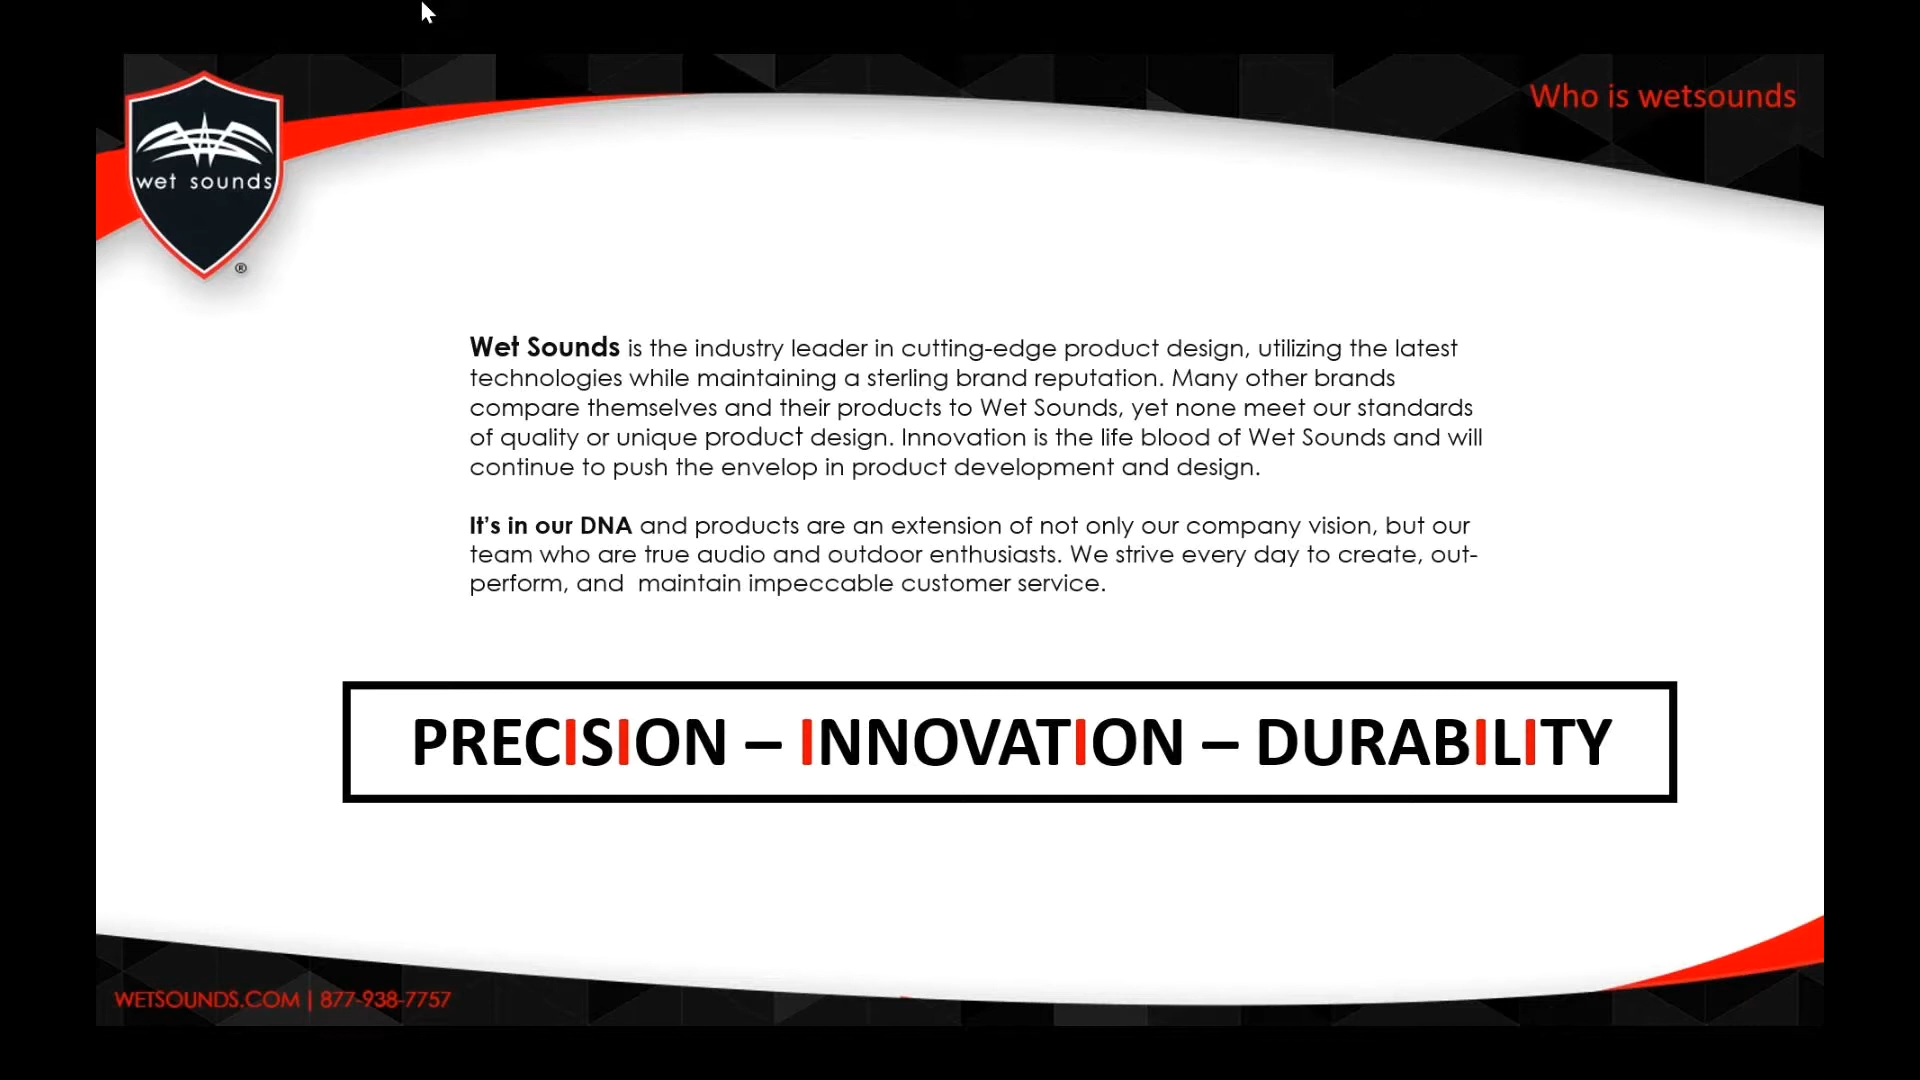 Who is wetsounds
wet sounds
®
Wet Sounds is the industry leader in cutting-edge product design, utilizing the latest
technologies while maintaining a sterling brand reputation. Many other brands
compare themselves and their products to Wet Sounds, yet none meet our standards
of quality or unique product design. Innovation is the life blood of Wet Sounds and will
continue to push the envelop in product development and design.
It's in our DNA and products are an extension of not only our company vision, but our
team who are true audio and outdoor enthusiasts. We strive every day to create, out-
perform, and  maintain impeccable customer service.
PRECISION – INNOVATION – DURABILITY
WETSOUNDS.COM | 877-938-7757